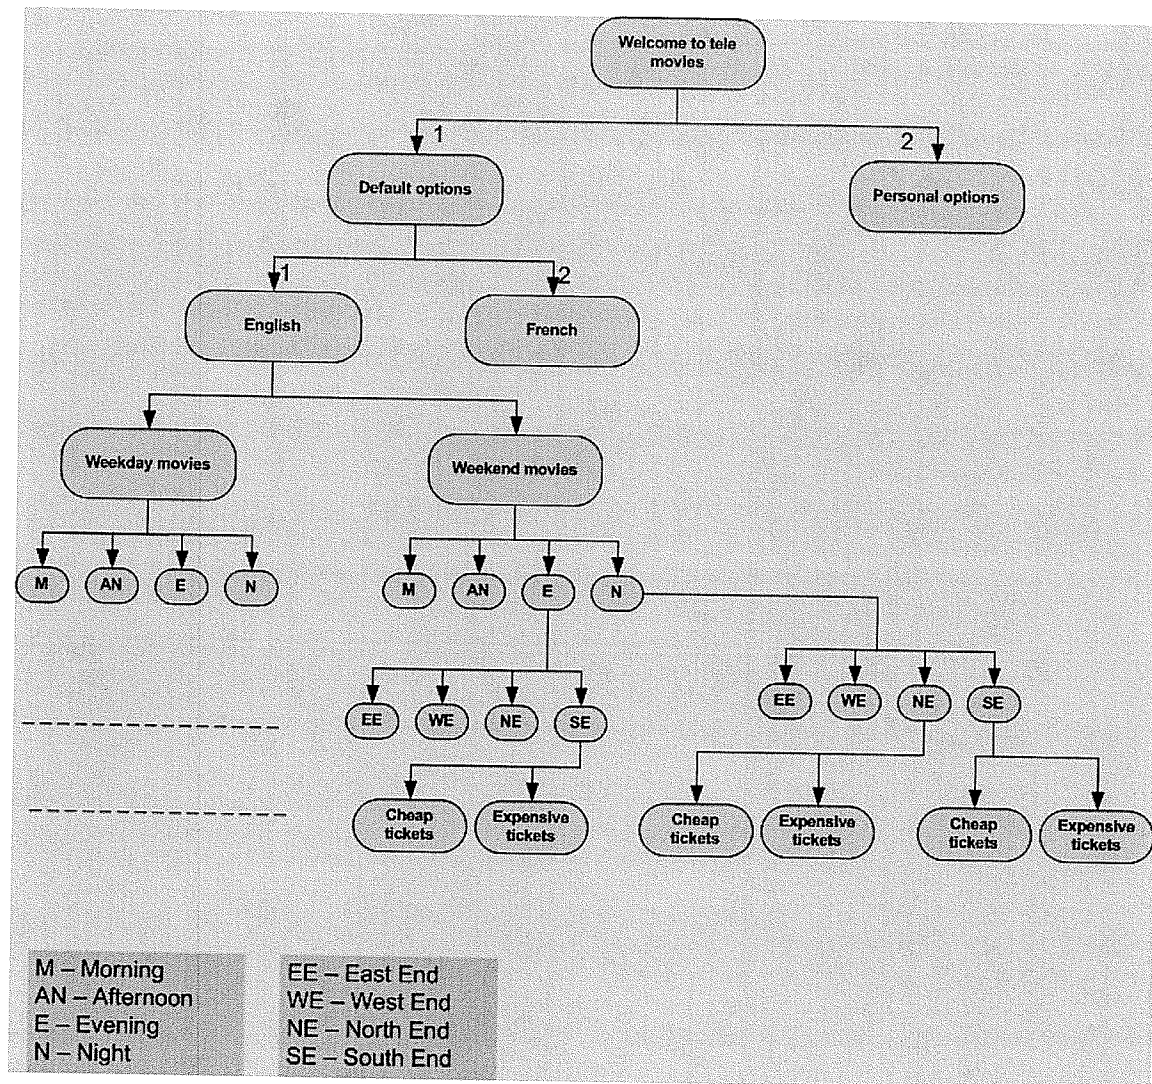 Welcome to tele
movies
1
2
Default options
Personal options
1
2
English
French
Weekday movies
Weekend movies
M
AN
E
N
M
AN
E
N
EE
WE
NE
SE
EE
WE
NE
SE
Cheap
tickets
Expensive
tickets
Cheap
tickets
Expensive
tickets
Cheap
tickets
Expensive
tickets
M – Morning
AN – Afternoon
E – Evening
N – Night
EE – East End
WE – West End
NE – North End
SE – South End